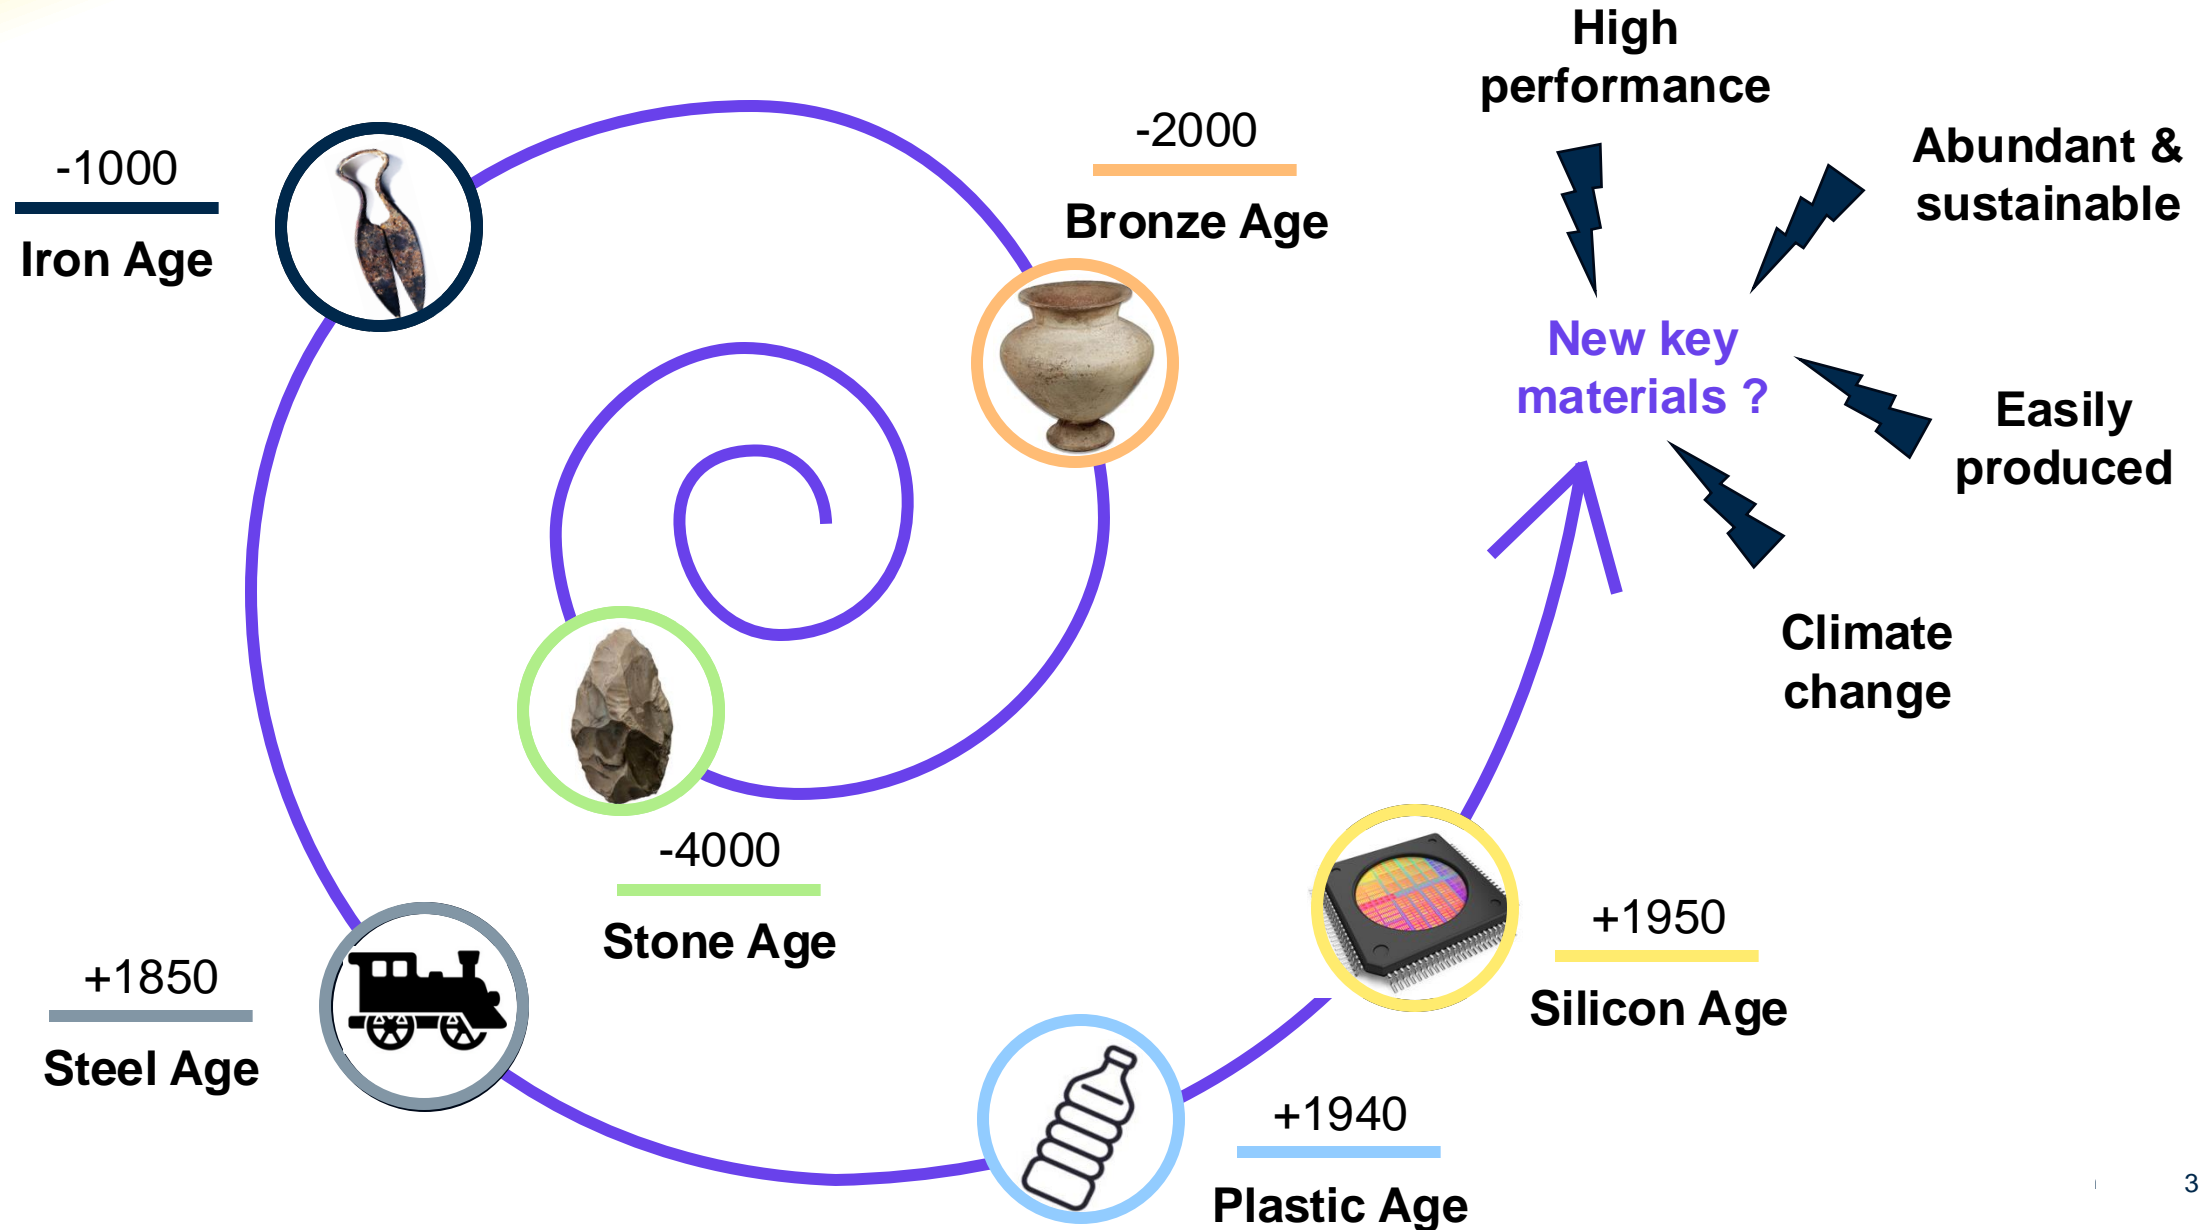 High
performance
Abundant &
sustainable
-2000
Bronze Age
-1000
Iron Age
New key
materials ?
Easily
produced
Climate
change
-4000
Stone Age
+1950
Silicon Age
+1850
Steel Age
+1940
Plastic Age
3